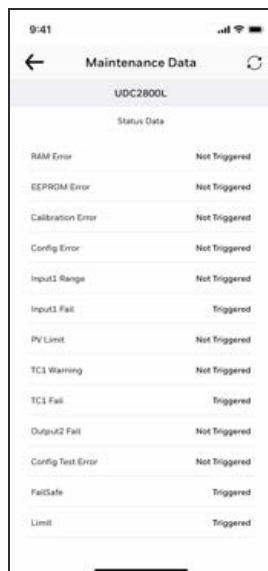 9:41
Maintenance Data
UDC2800L
Status Data
RAM Error Not Triggered
EEPROM Error Not Triggered
Calibration Error Not Triggered
Config Error Not Triggered
Input1 Range Not Triggered
Input1 Fail Triggered
PV Limit Not Triggered
TC1 Warning Not Triggered
TC1 Fail Triggered
Output2 Fail Not Triggered
Config Test Error Not Triggered
FailSafe Triggered
Limit Triggered